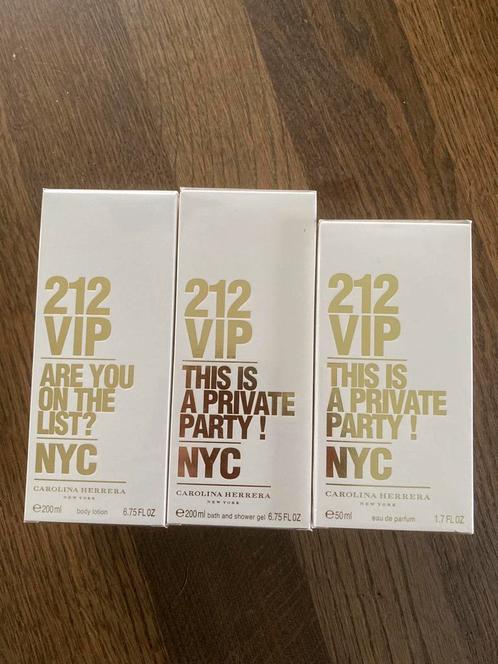 212
VIP
ARE YOU
ON THE
LIST?
NYC
CAROLINA HERRERA
NEW YORK
℮200ml body lotion 6.75 FL OZ
212
VIP
THIS IS
A PRIVATE
PARTY !
NYC
CAROLINA HERRERA
NEW YORK
℮200ml bath and shower gel 6.75 FL OZ
212
VIP
THIS IS
A PRIVATE
PARTY !
NYC
CAROLINA HERRERA
NEW YORK
℮50ml eau de parfum 1.7 FL OZ